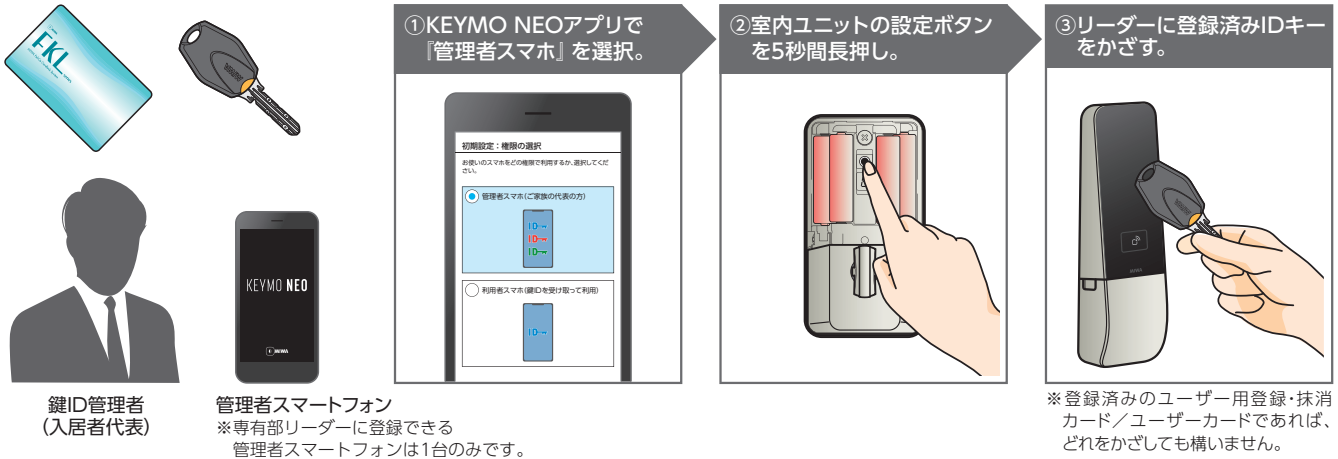 FKL
MIWA
鍵ID管理者
(入居者代表)
KEYMO NEO
MIWA
管理者スマートフォン
※専有部リーダーに登録できる
管理者スマートフォンは1台のみです。
①KEYMO NEOアプリで
『管理者スマホ』を選択。
初期設定：権限の選択
お使いのスマホをどの権限で利用するか、選択してくだ
さい。
管理者スマホ(ご家族の代表の方)
ID
ID
ID
利用者スマホ(鍵IDを受け取って利用)
ID
②室内ユニットの設定ボタン
を5秒間長押し。
③リーダーに登録済みIDキー
をかざす。
MIWA
MIWA
※登録済みのユーザー用登録・抹消
カード／ユーザーカードであれば、
どれをかざしても構いません。